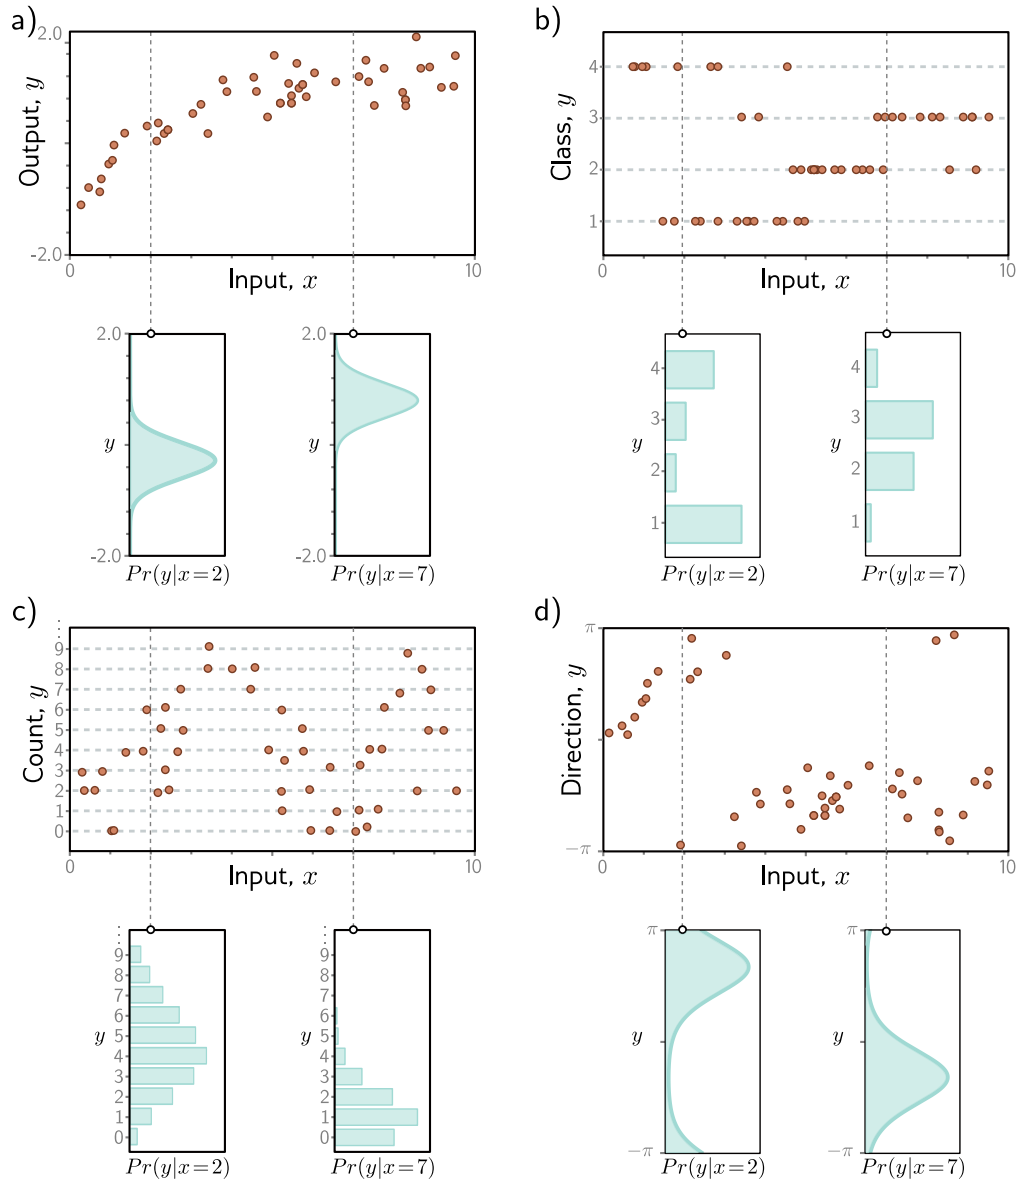 a)
2.0
Output, y
-2.0
0
Input, x
10
2.0
y
-2.0
Pr(y|x=2)
2.0
y
-2.0
Pr(y|x=7)
b)
4
3
2
1
Class, y
0
Input, x
10
4
3
y
2
1
Pr(y|x=2)
4
3
y
2
1
Pr(y|x=7)
c)
⋮
9
8
7
6
5
4
3
2
1
0
Count, y
0
Input, x
10
⋮
9
8
7
6
y
5
4
3
2
1
0
Pr(y|x=2)
⋮
9
8
7
6
y
5
4
3
2
1
0
Pr(y|x=7)
d)
π
Direction, y
−π
0
Input, x
10
π
y
−π
Pr(y|x=2)
π
y
−π
Pr(y|x=7)